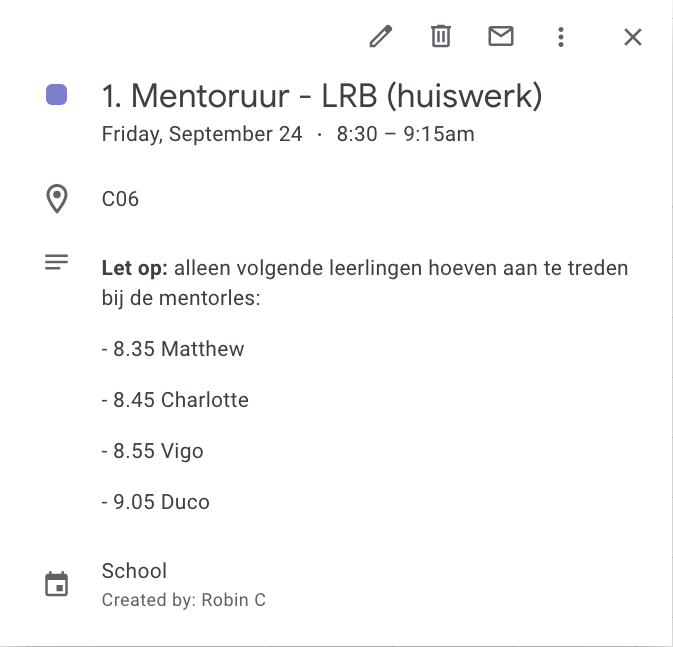 1. Mentoruur - LRB (huiswerk)
Friday, September 24 · 8:30 – 9:15am
C06
Let op: alleen volgende leerlingen hoeven aan te treden
bij de mentorles:
- 8.35 Matthew
- 8.45 Charlotte
- 8.55 Vigo
- 9.05 Duco
School
Created by: Robin C